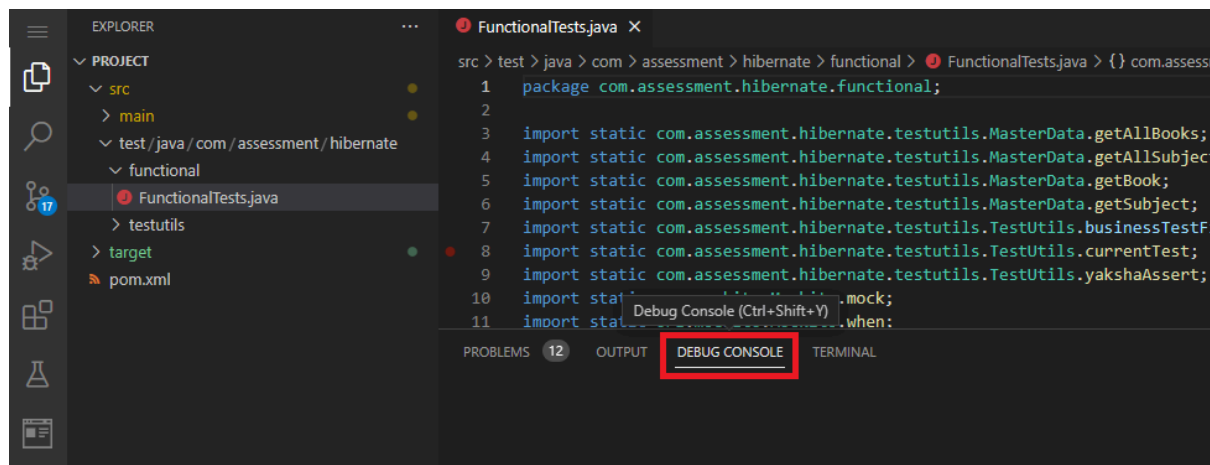 EXPLORER
PROJECT
src
main
test/java/com/assessment/hibernate
functional
FunctionalTests.java
testutils
target
pom.xml
17
FunctionalTests.java
src > test > java > com > assessment > hibernate > functional > FunctionalTests.java > {} com.assess
1 package com.assessment.hibernate.functional;
2
3 import static com.assessment.hibernate.testutils.MasterData.getAllBooks;
4 import static com.assessment.hibernate.testutils.MasterData.getAllSubjec
5 import static com.assessment.hibernate.testutils.MasterData.getBook;
6 import static com.assessment.hibernate.testutils.MasterData.getSubject;
7 import static com.assessment.hibernate.testutils.TestUtils.businessTestF
8 import static com.assessment.hibernate.testutils.TestUtils.currentTest;
9 import static com.assessment.hibernate.testutils.TestUtils.yakshaAssert;
10 import stat .mock;
Debug Console (Ctrl+Shift+Y)
11 import stat .when;
PROBLEMS 12 OUTPUT DEBUG CONSOLE TERMINAL